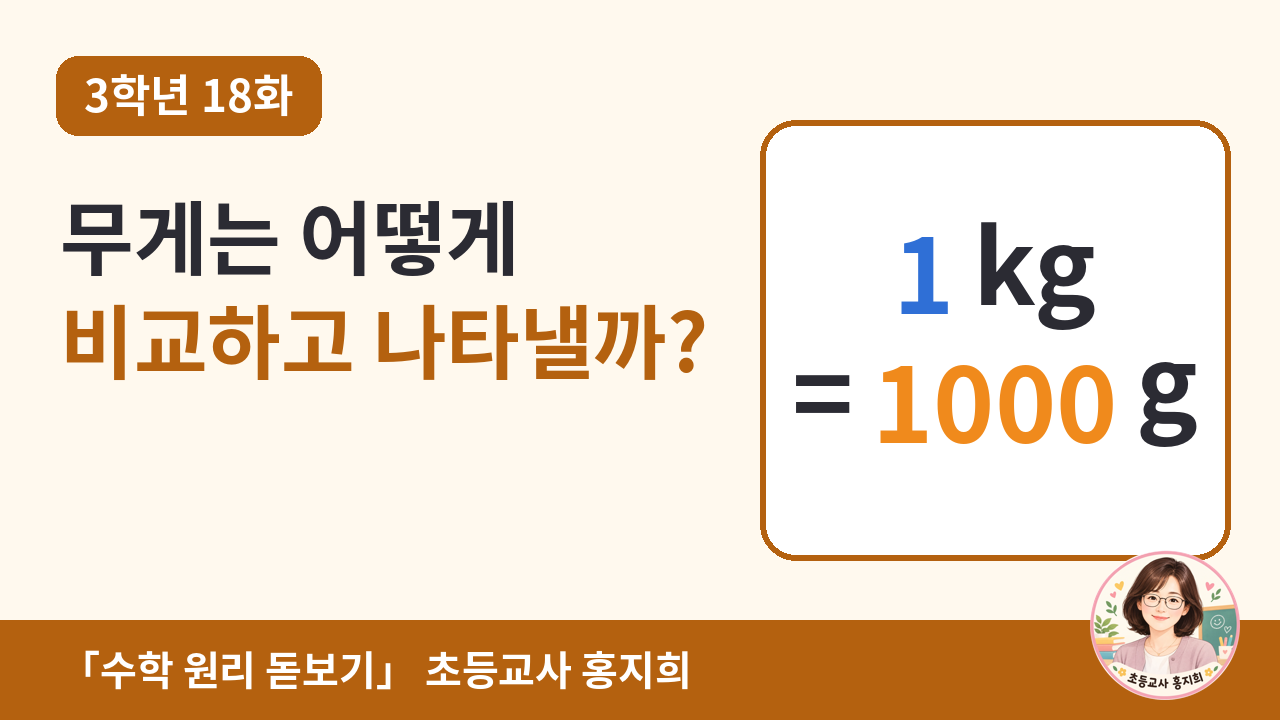 3학년 18화
무게는 어떻게
비교하고 나타낼까?
1 kg
= 1000 g
「수학 원리 돋보기」 초등교사 홍지희
초등교사 홍지희